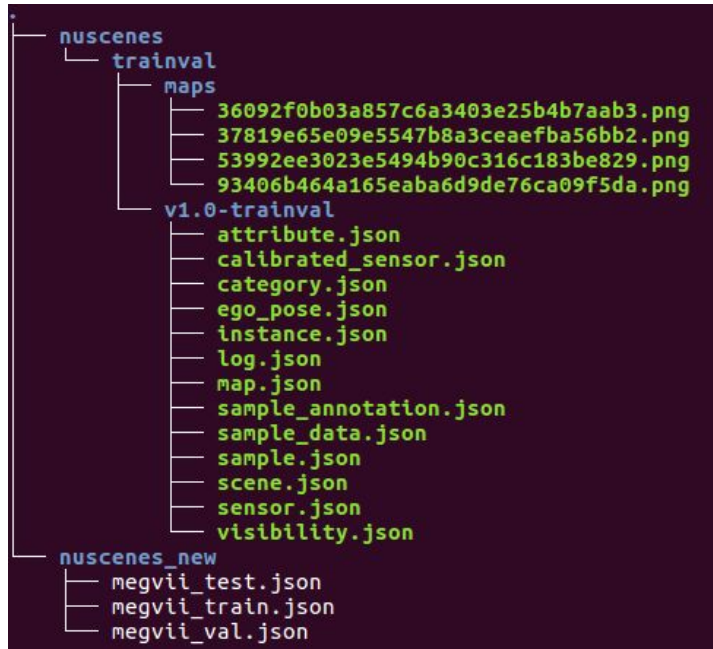 .
nuscenes
trainval
maps
36092f0b03a857c6a3403e25b4b7aab3.png
37819e65e09e5547b8a3ceaefba56bb2.png
53992ee3023e5494b90c316c183be829.png
93406b464a165eaba6d9de76ca09f5da.png
v1.0-trainval
attribute.json
calibrated_sensor.json
category.json
ego_pose.json
instance.json
log.json
map.json
sample_annotation.json
sample_data.json
sample.json
scene.json
sensor.json
visibility.json
nuscenes_new
megvii_test.json
megvii_train.json
megvii_val.json